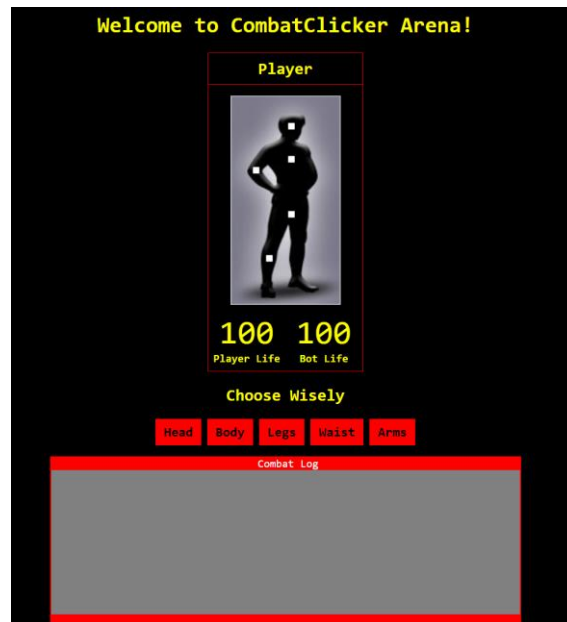 Welcome to CombatClicker Arena!
Player
100 100
Player Life Bot Life
Choose Wisely
Head Body Legs Waist Arms
Combat Log